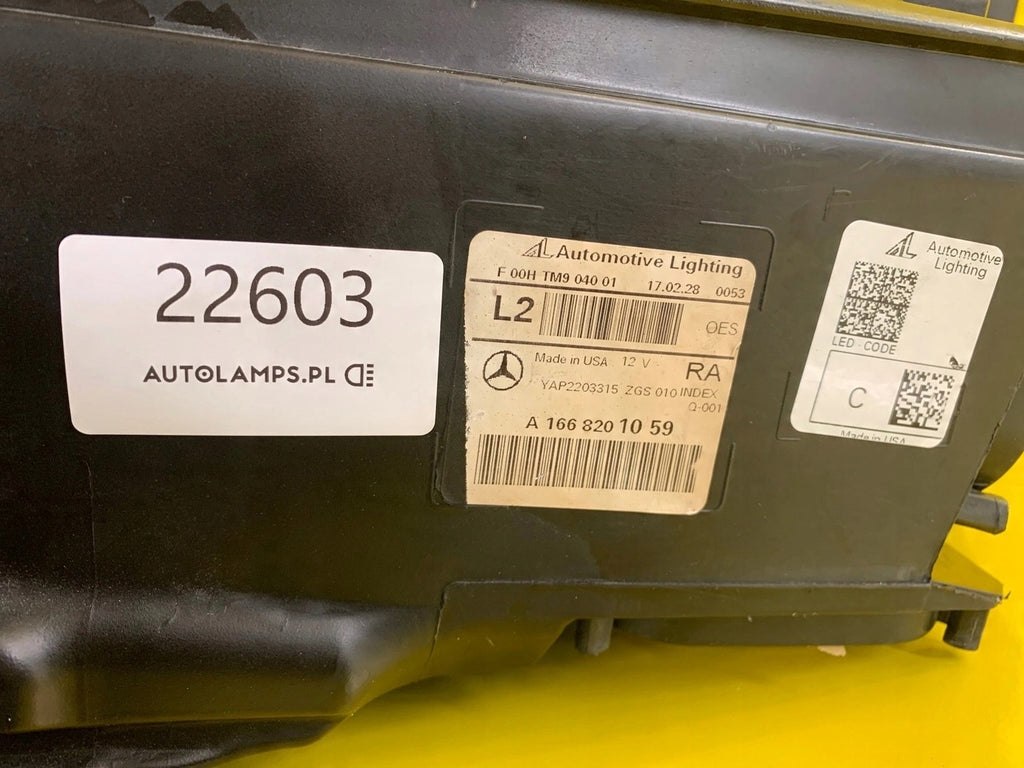 22603
AUTOLAMPS.PL
Automotive Lighting
F 00H TM9 040 01 17.02.28 0053
L2 OES
Made in USA 12 V RA
YAP2203315 ZGS 010 INDEX
Q-001
A 166 820 10 59
Automotive
Lighting
LED - CODE
C
Made in USA